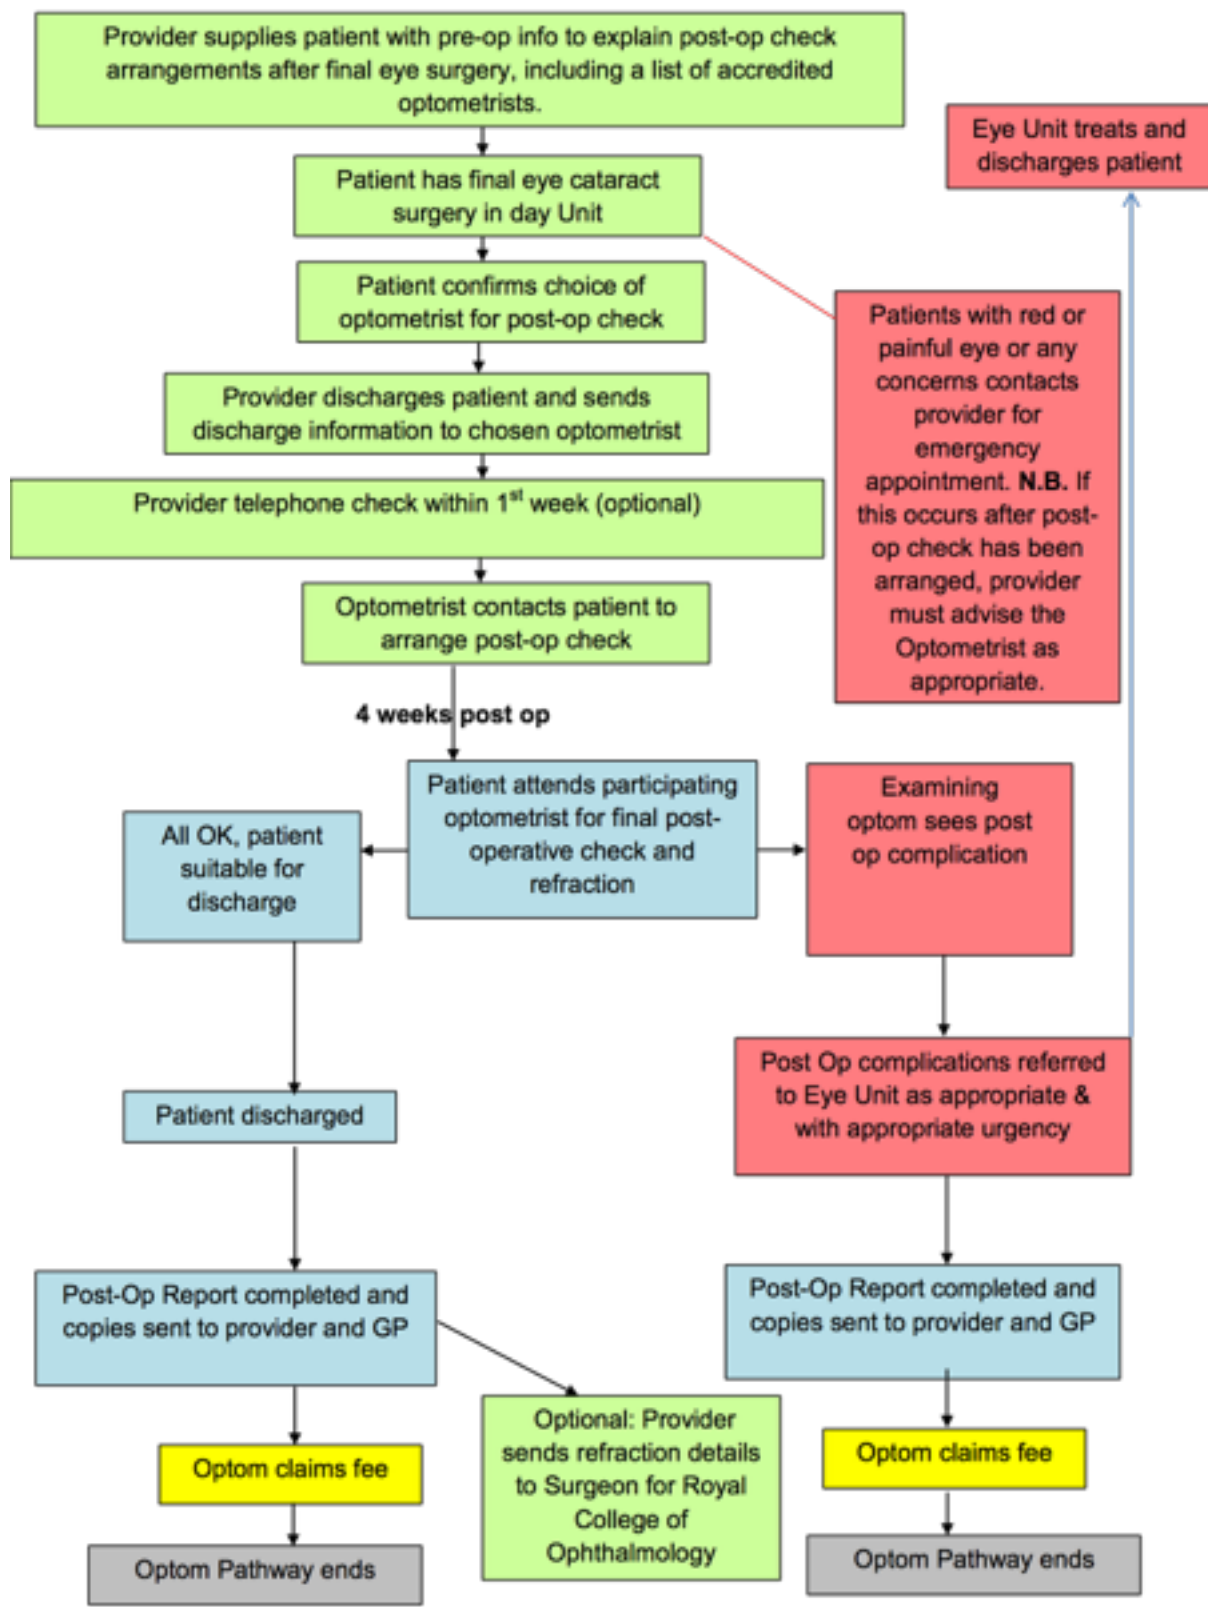 Provider supplies patient with pre-op info to explain post-op check
arrangements after final eye surgery, including a list of accredited
optometrists.
Eye Unit treats and
discharges patient
Patient has final eye cataract
surgery in day Unit
Patient confirms choice of
optometrist for post-op check
Patients with red or
painful eye or any
concerns contacts
provider for
emergency
appointment. N.B. If
this occurs after post-
op check has been
arranged, provider
must advise the
Optometrist as
appropriate.
Provider discharges patient and sends
discharge information to chosen optometrist
Provider telephone check within 1st week (optional)
Optometrist contacts patient to
arrange post-op check
4 weeks post op
Patient attends participating
optometrist for final post-
operative check and
refraction
All OK, patient
suitable for
discharge
Examining
optom sees post
op complication
Patient discharged
Post Op complications referred
to Eye Unit as appropriate &
with appropriate urgency
Post-Op Report completed and
copies sent to provider and GP
Post-Op Report completed and
copies sent to provider and GP
Optional: Provider
sends refraction details
to Surgeon for Royal
College of
Ophthalmology
Optom claims fee
Optom claims fee
Optom Pathway ends
Optom Pathway ends